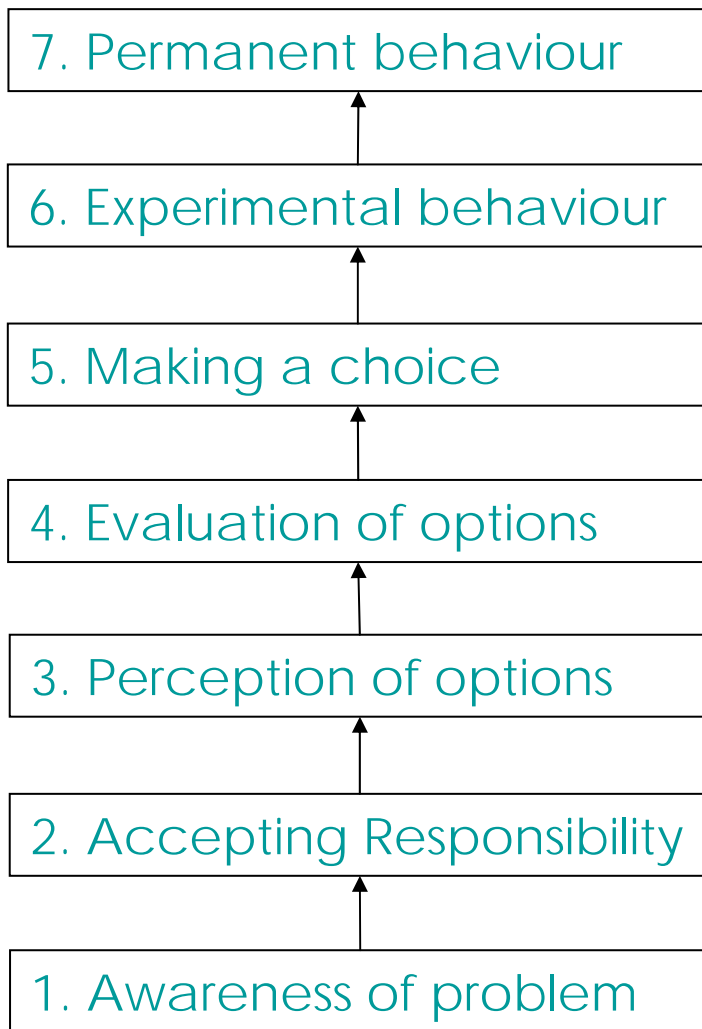 7. Permanent behaviour
6. Experimental behaviour
5. Making a choice
4. Evaluation of options
3. Perception of options
2. Accepting Responsibility
1. Awareness of problem